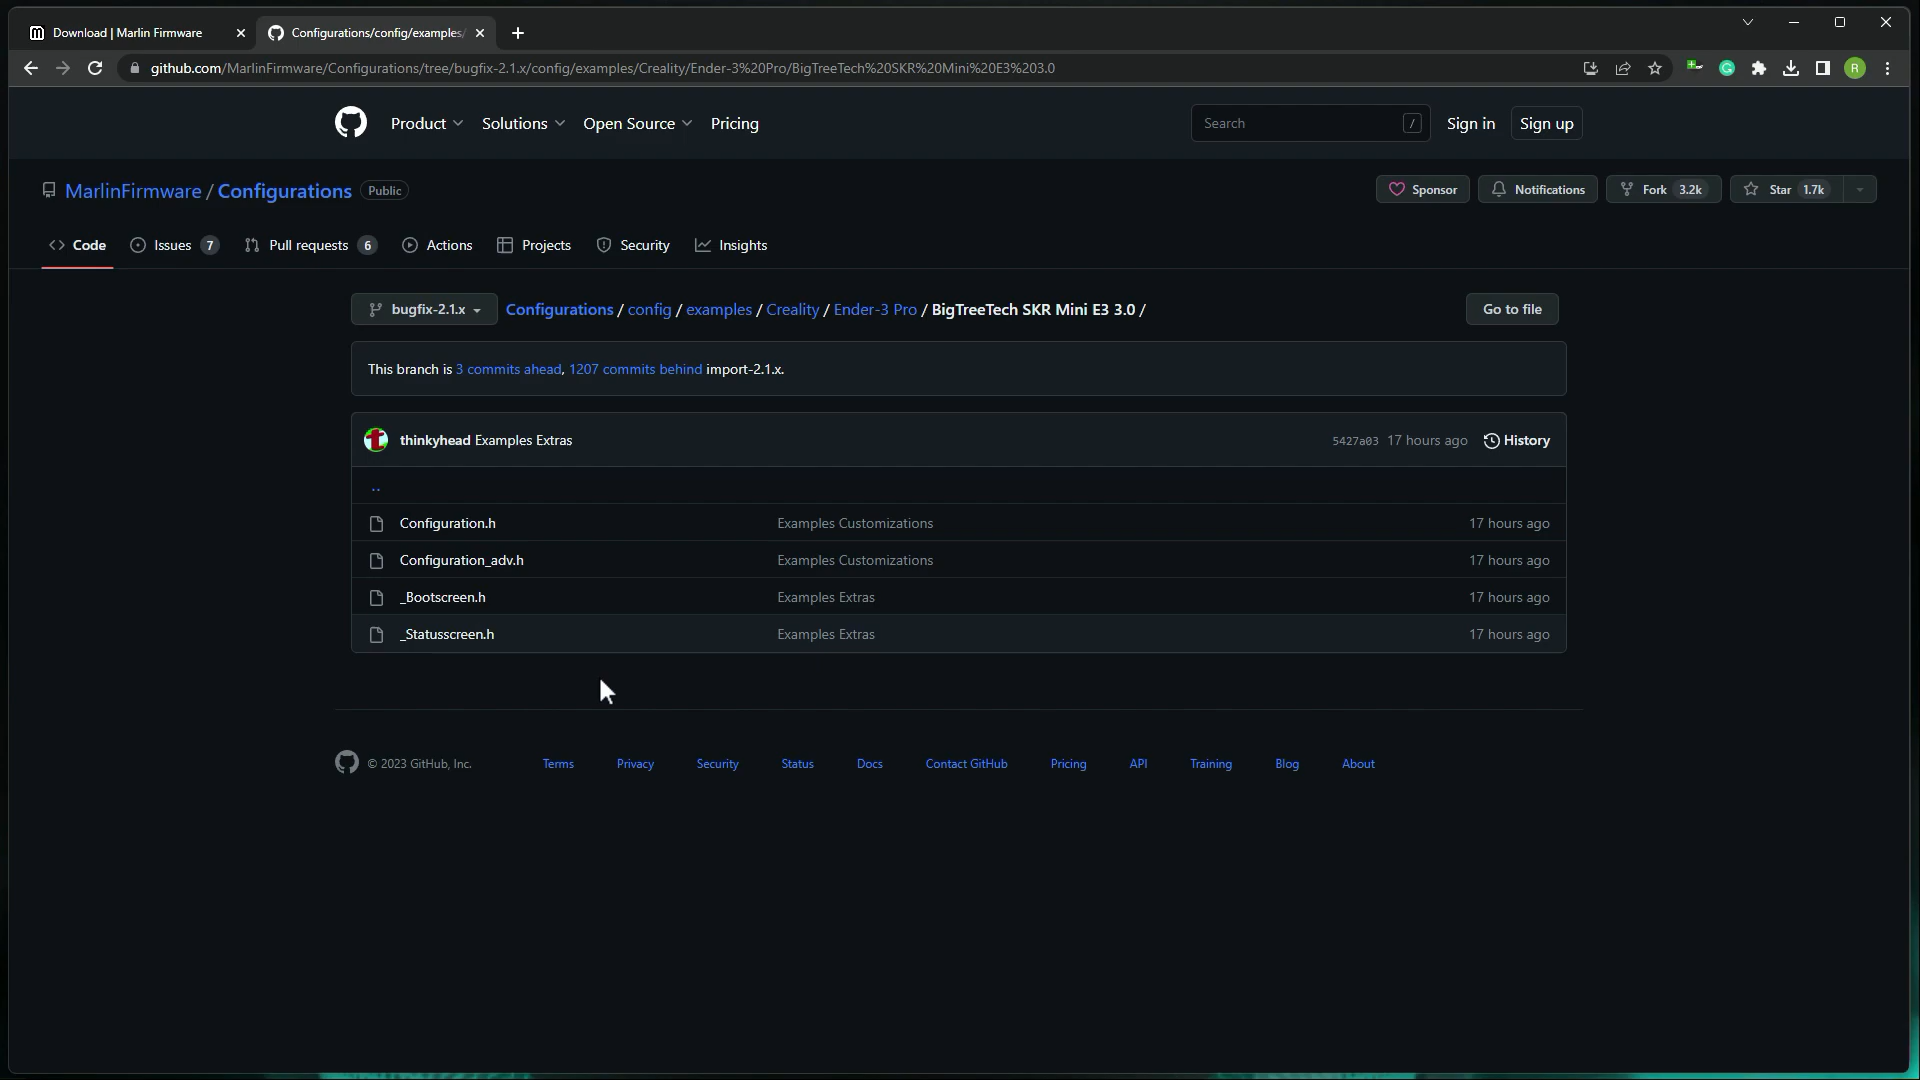 Download | Marlin Firmware
Configurations/config/examples/
github.com/MarlinFirmware/Configurations/tree/bugfix-2.1.x/config/examples/Creality/Ender-3%20Pro/BigTreeTech%20SKR%20Mini%20E3%203.0
R
Product Solutions Open Source Pricing
Search /
Sign in
Sign up
MarlinFirmware / Configurations Public
Sponsor
Notifications
Fork 3.2k
Star 1.7k
Code
Issues 7
Pull requests 6
Actions
Projects
Security
Insights
bugfix-2.1.x
Configurations / config / examples / Creality / Ender-3 Pro / BigTreeTech SKR Mini E3 3.0 /
Go to file
This branch is 3 commits ahead, 1207 commits behind import-2.1.x.
thinkyhead Examples Extras 5427a03 17 hours ago History
..
Configuration.h Examples Customizations 17 hours ago
Configuration_adv.h Examples Customizations 17 hours ago
_Bootscreen.h Examples Extras 17 hours ago
_Statusscreen.h Examples Extras 17 hours ago
© 2023 GitHub, Inc. Terms Privacy Security Status Docs Contact GitHub Pricing API Training Blog About